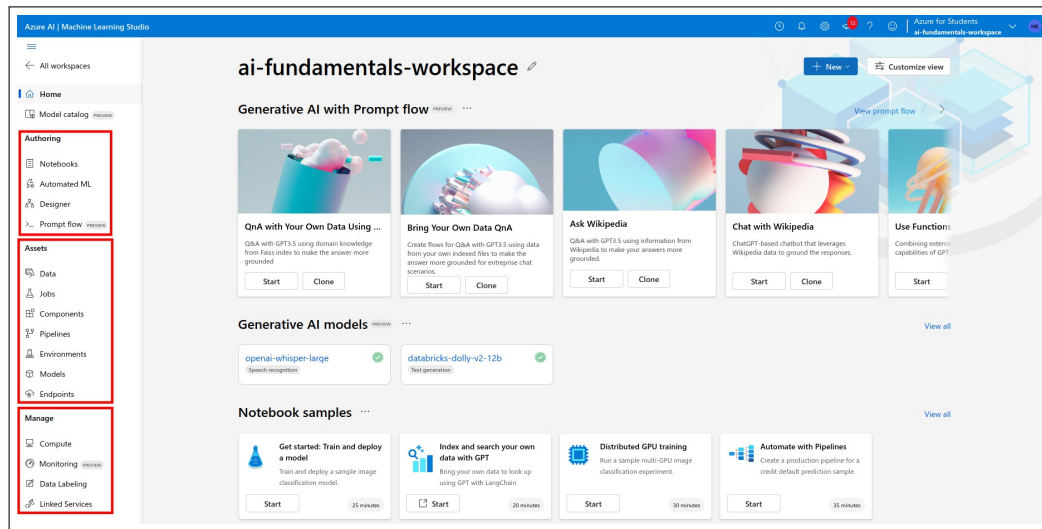 Azure AI | Machine Learning Studio
12
Azure for Students
ai-fundamentals-workspace
HE
All workspaces
Home
Model catalog PREVIEW
Authoring
Notebooks
Automated ML
Designer
Prompt flow PREVIEW
Assets
Data
Jobs
Components
Pipelines
Environments
Models
Endpoints
Manage
Compute
Monitoring PREVIEW
Data Labeling
Linked Services
ai-fundamentals-workspace
New
Customize view
Generative AI with Prompt flow PREVIEW ...
View prompt flow
QnA with Your Own Data Using ...
Q&A with GPT3.5 using domain knowledge
from Faiss index to make the answer more
grounded
Start Clone
Bring Your Own Data QnA
Create flows for Q&A with GPT3.5 using data
from your own indexed files to make the
answer more grounded for entreprise chat
scenarios.
Start Clone
Ask Wikipedia
Q&A with GPT3.5 using information from
Wikipedia to make your answers more
grounded.
Start Clone
Chat with Wikipedia
ChatGPT-based chatbot that leverages
Wikipedia data to ground the responses.
Start Clone
Use Functions
Combining externa
capabilities of GPT
Start
Generative AI models PREVIEW ...
View all
openai-whisper-large
Speech recognition
databricks-dolly-v2-12b
Text generation
Notebook samples ...
View all
Get started: Train and deploy
a model
Train and deploy a sample image
classification model.
Start 25 minutes
Index and search your own
data with GPT
Bring your own data to look up
using GPT with LangChain
Start 20 minutes
Distributed GPU training
Run a sample multi-GPU image
classification experiment.
Start 30 minutes
Automate with Pipelines
Create a production pipeline for a
credit default prediction sample.
Start 35 minutes